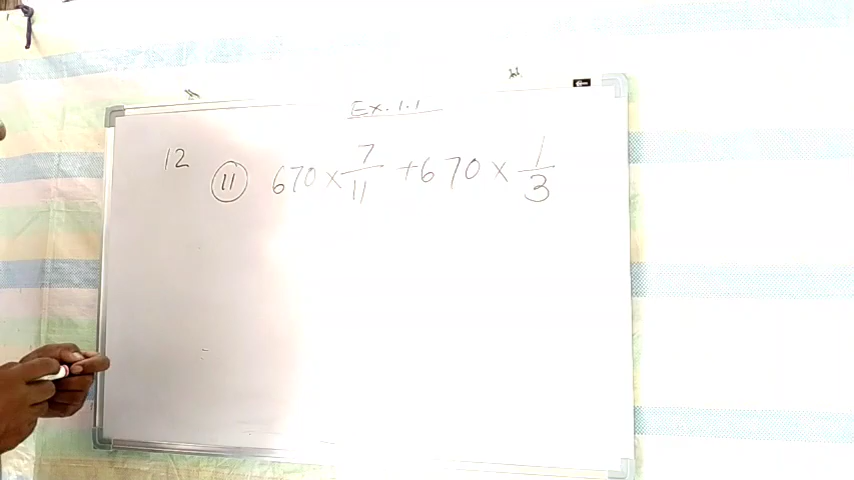 Ex. 1.1
12 (11) 670 × 7/11 + 670 × 1/3